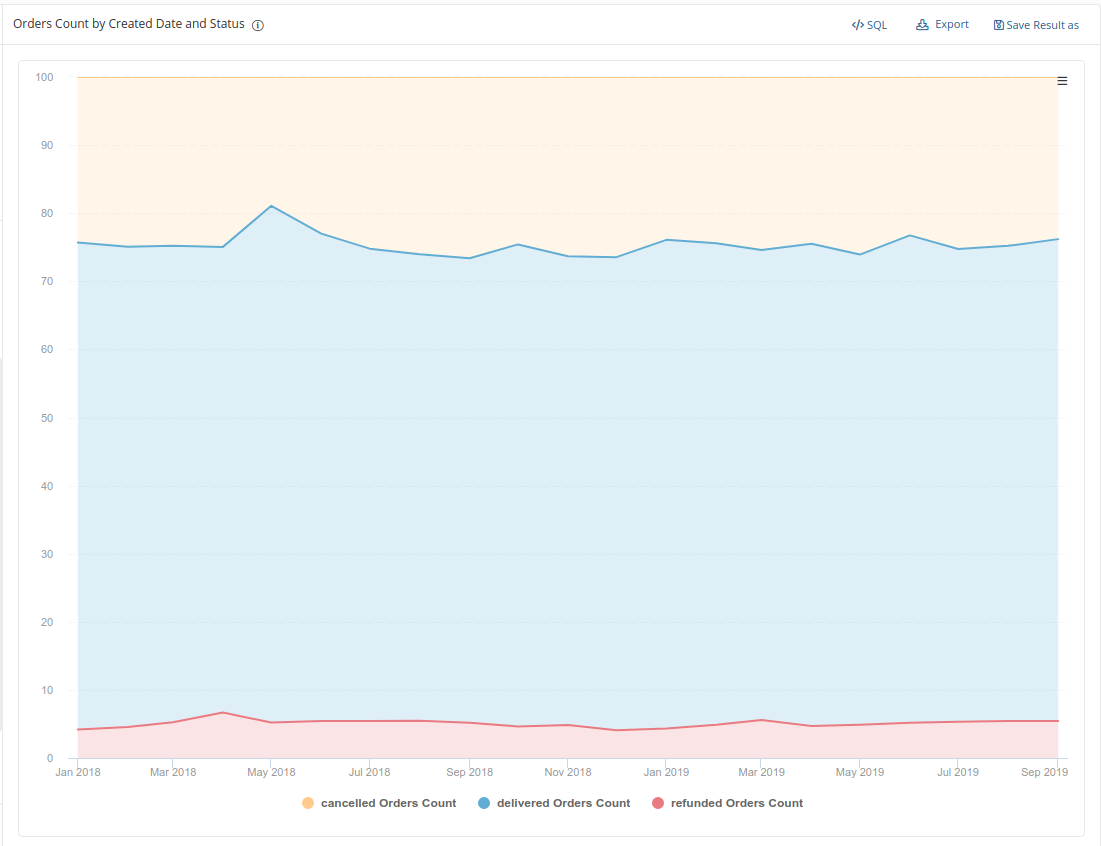 Orders Count by Created Date and Status
</> SQL
Export
Save Result as
100
90
80
70
60
50
40
30
20
10
0
Jan 2018
Mar 2018
May 2018
Jul 2018
Sep 2018
Nov 2018
Jan 2019
Mar 2019
May 2019
Jul 2019
Sep 2019
cancelled Orders Count
delivered Orders Count
refunded Orders Count